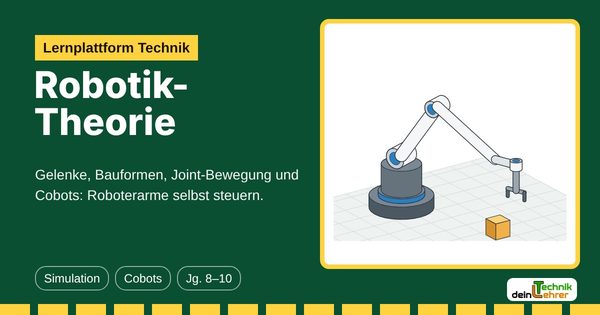 Lernplattform Technik
Robotik-
Theorie
Gelenke, Bauformen, Joint-Bewegung und
Cobots: Roboterarme selbst steuern.
Simulation
Cobots
Jg. 8–10
dein Technik
Lehrer